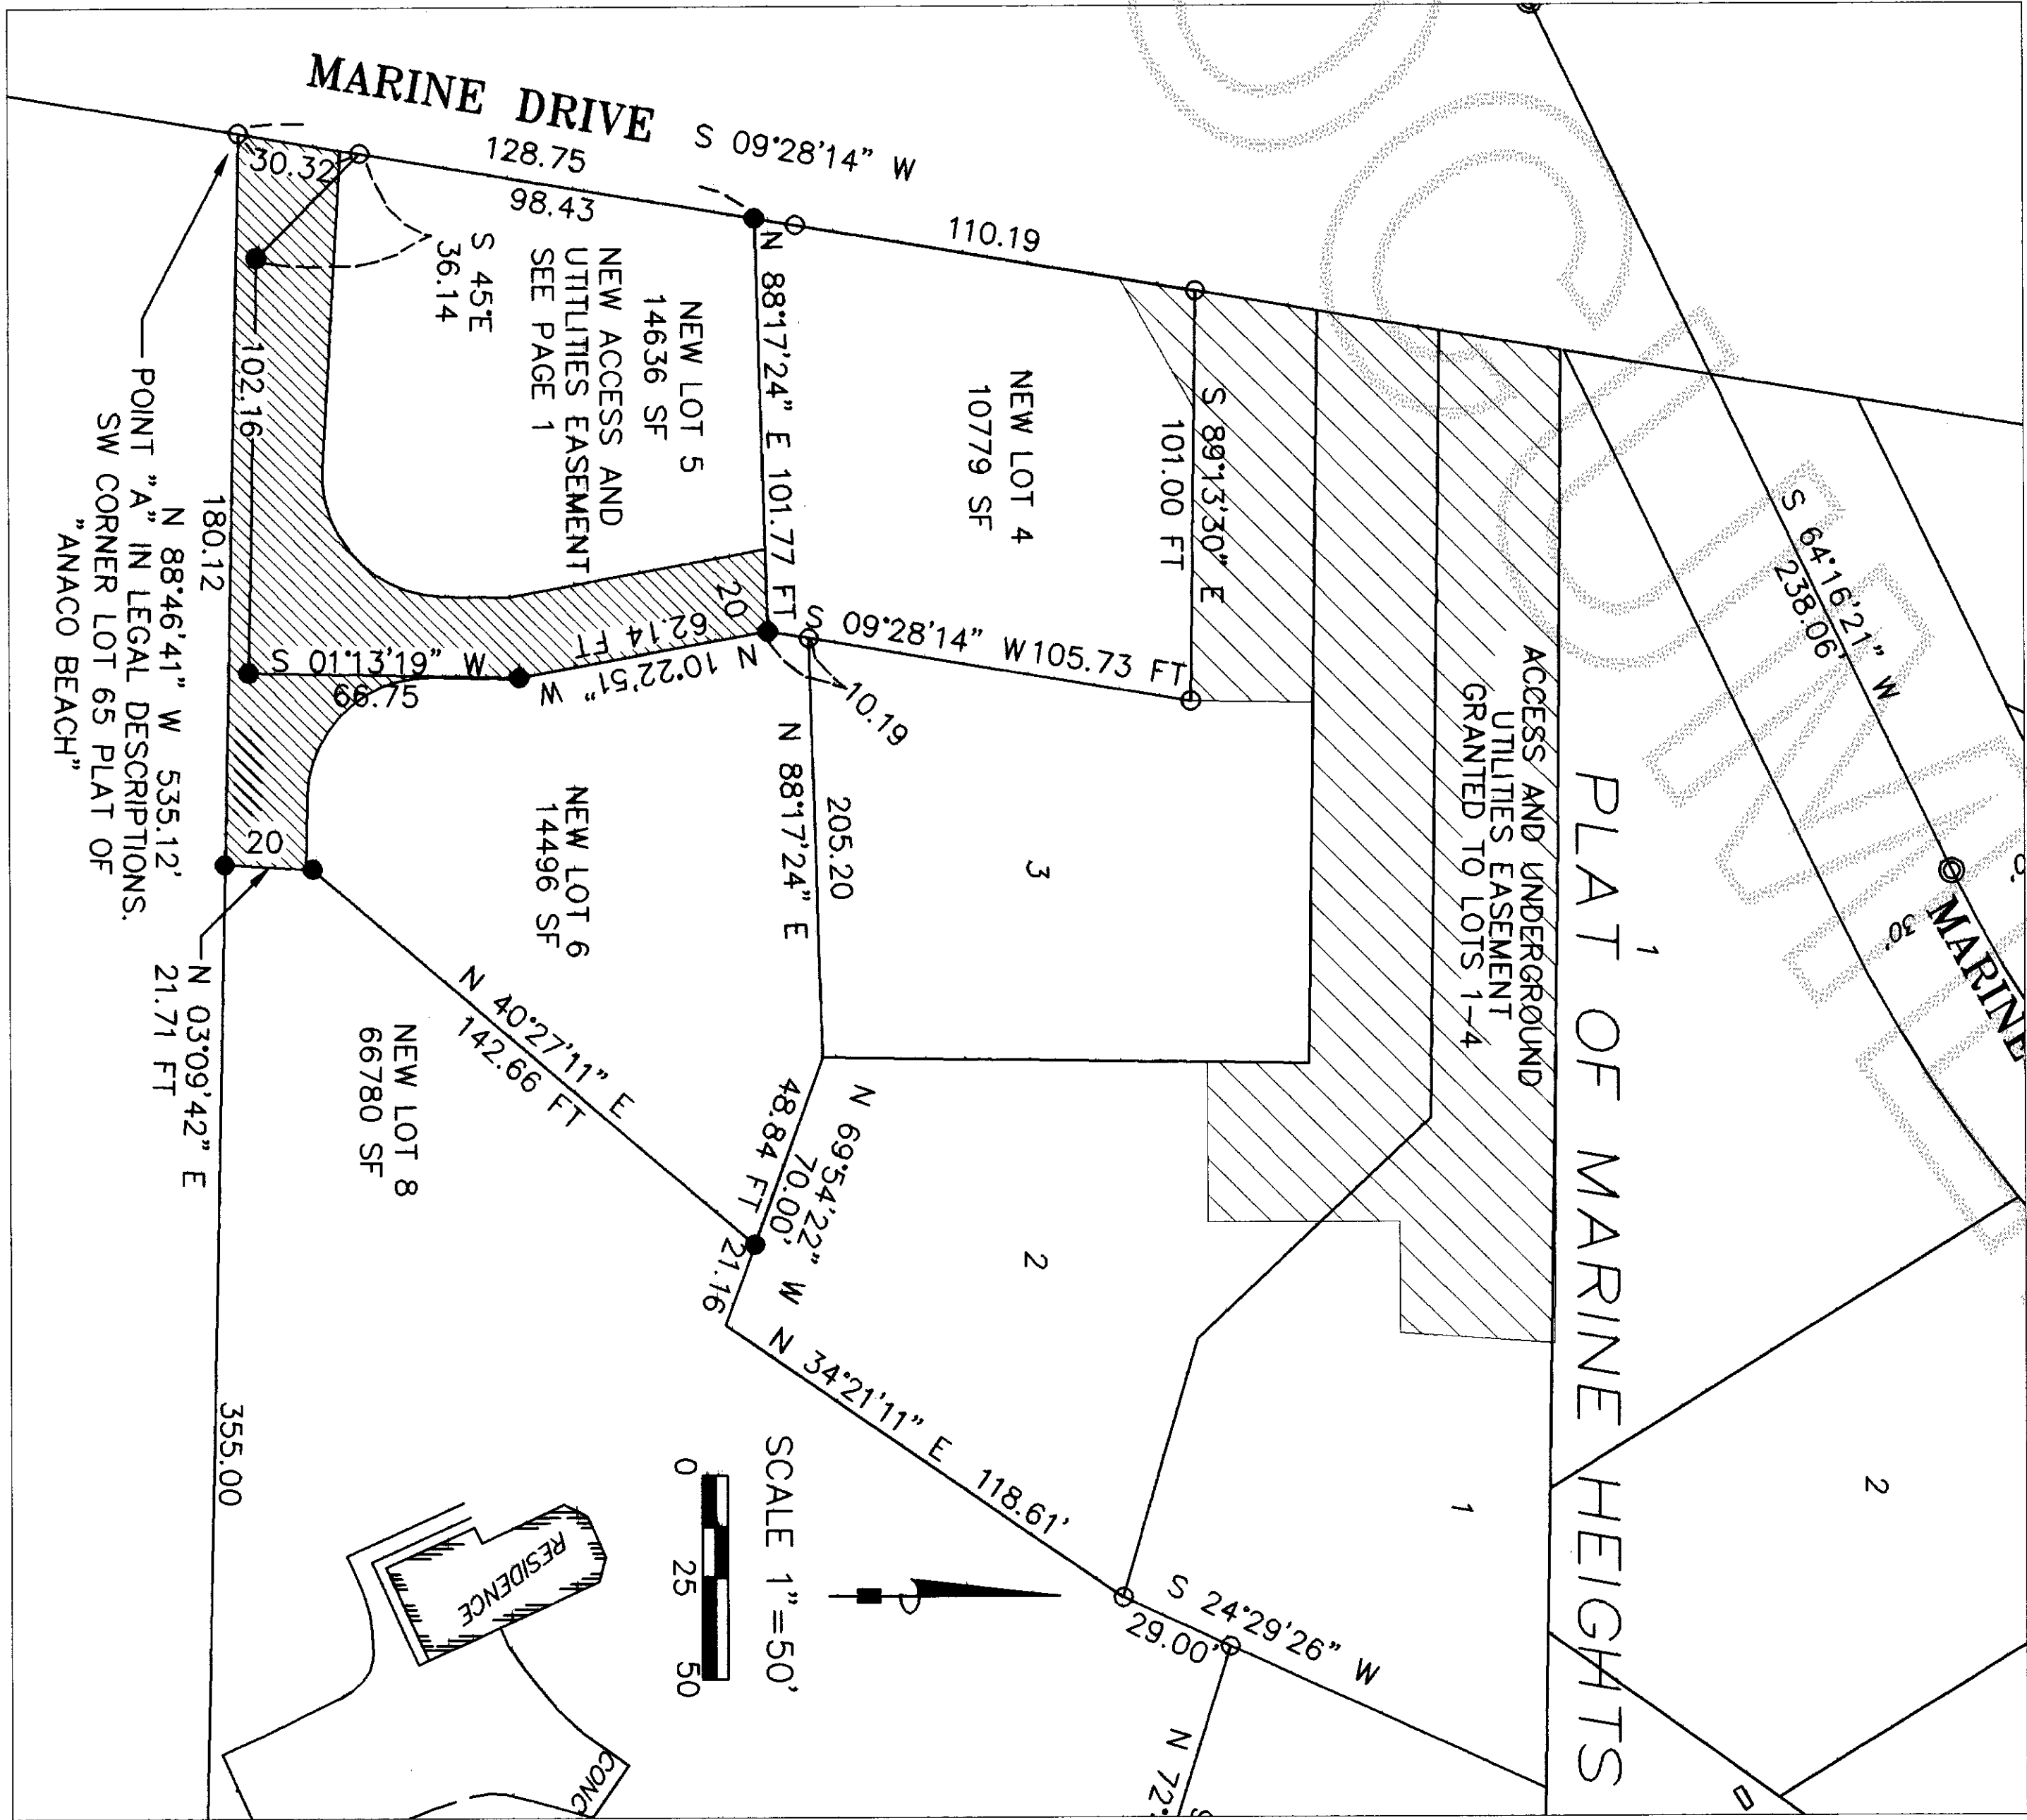 MARINE DRIVE
S 09°28'14" W
128.75
98.43
30.32
110.19
S 45°E
36.14
NEW LOT 5
14636 SF
NEW ACCESS AND
UTITLITIES EASEMENT
SEE PAGE 1
N 88°17'24" E 101.77 FT
NEW LOT 4
10779 SF
S 89°13'30" E
101.00 FT
S 09°28'14" W 105.73 FT
10.19
20
N 10°22'51" W
62.14 FT
S 01°13'19" W
66.75
102.16
180.12
N 88°46'41" W 535.12'
POINT "A" IN LEGAL DESCRIPTIONS.
SW CORNER LOT 65 PLAT OF
"ANACO BEACH"
20
N 03°09'42" E
21.71 FT
NEW LOT 6
14496 SF
205.20
N 88°17'24" E
3
N 40°27'11" E
142.66 FT
NEW LOT 8
66780 SF
N 69°54'22" W
70.00'
48.84 FT
21.16
2
N 34°21'11" E 118.61'
1
S 24°29'26" W
29.00'
N 72°
355.00
SCALE 1"=50'
0 25 50
RESIDENCE
CONC
ACCESS AND UNDERGROUND
UTILITIES EASEMENT
GRANTED TO LOTS 1-4
PLAT OF MARINE HEIGHTS
1
2
S 64°16'21" W
238.06'
MARINE
30'